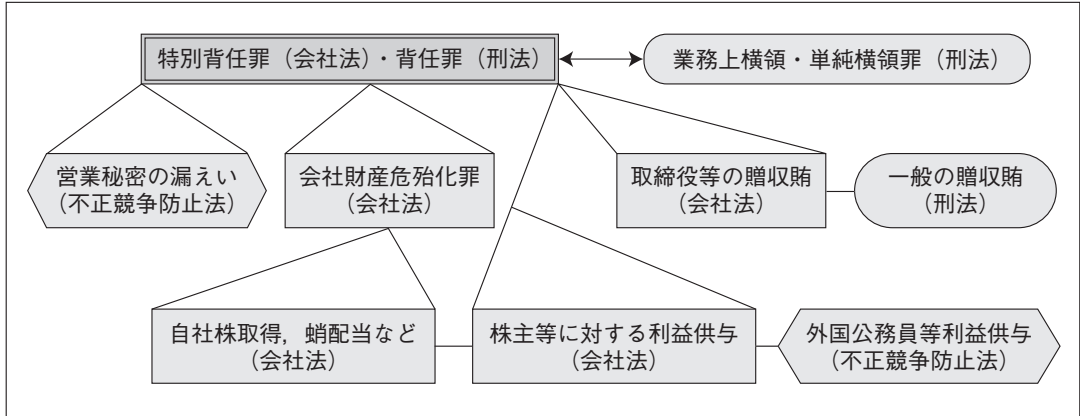 特別背任罪（会社法）・背任罪（刑法）
業務上横領・単純横領罪（刑法）
営業秘密の漏えい
（不正競争防止法）
会社財産危殆化罪
（会社法）
取締役等の贈収賄
（会社法）
一般の贈収賄
（刑法）
自社株取得，蛸配当など
（会社法）
株主等に対する利益供与
（会社法）
外国公務員等利益供与
（不正競争防止法）